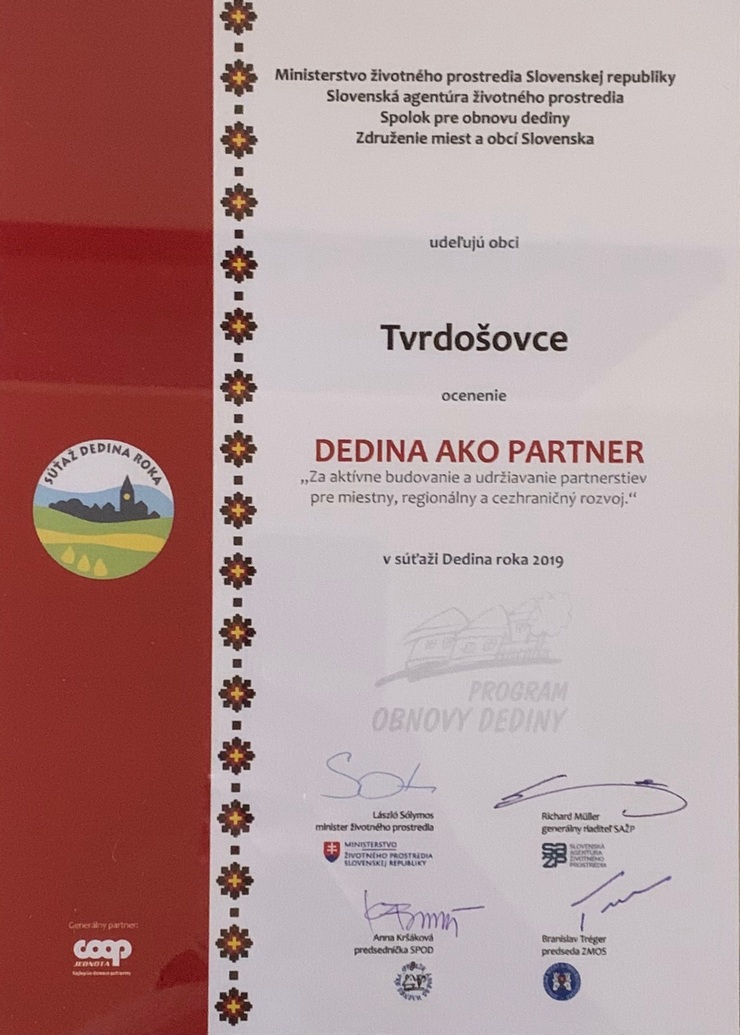 Ministerstvo životného prostredia Slovenskej republiky
Slovenská agentúra životného prostredia
Spolok pre obnovu dediny
Združenie miest a obcí Slovenska
udeľujú obci
Tvrdošovce
ocenenie
DEDINA AKO PARTNER
„Za aktívne budovanie a udržiavanie partnerstiev
pre miestny, regionálny a cezhraničný rozvoj.“
SÚŤAŽ DEDINA ROKA
v súťaži Dedina roka 2019
PROGRAM
OBNOVY DEDINY
László Sólymos
minister životného prostredia
MINISTERSTVO
ŽIVOTNÉHO PROSTREDIA
SLOVENSKEJ REPUBLIKY
Richard Müller
generálny riaditeľ SAŽP
SLOVENSKÁ
AGENTÚRA
ŽIVOTNÉHO
PROSTREDIA
Anna Kršáková
predsedníčka SPOD
Branislav Tréger
predseda ZMOS
Generálny partner:
coop
JEDNOTA